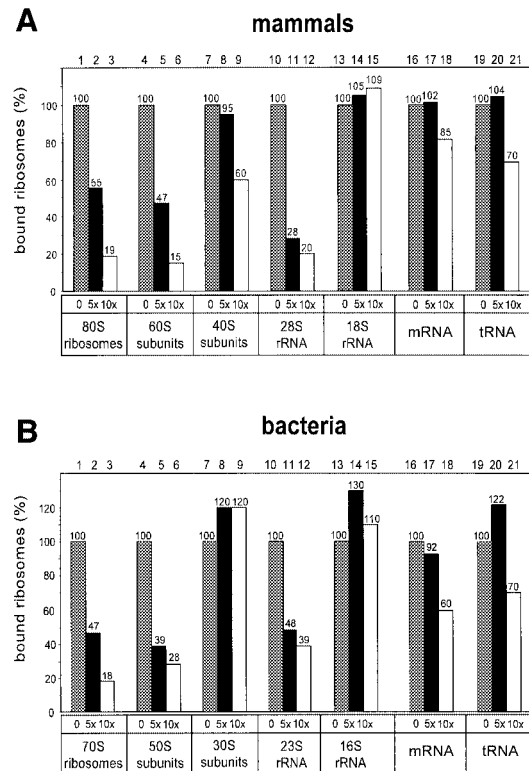 A
mammals
1 2 3 4 5 6 7 8 9 10 11 12 13 14 15 16 17 18 19 20 21
bound ribosomes (%)
100
80
60
40
20
0
100 55 19 100 47 15 100 95 60 100 28 20 100 105 109 100 102 85 100 104 70
0 5x 10x 0 5x 10x 0 5x 10x 0 5x 10x 0 5x 10x 0 5x 10x 0 5x 10x
80S 60S 40S 28S 18S mRNA tRNA
ribosomes subunits subunits rRNA rRNA
B
bacteria
1 2 3 4 5 6 7 8 9 10 11 12 13 14 15 16 17 18 19 20 21
bound ribosomes (%)
120
100
80
60
40
20
0
100 47 18 100 39 28 100 120 120 100 48 39 100 130 110 100 92 60 100 122 70
0 5x 10x 0 5x 10x 0 5x 10x 0 5x 10x 0 5x 10x 0 5x 10x 0 5x 10x
70S 50S 30S 23S 16S mRNA tRNA
ribosomes subunits subunits rRNA rRNA